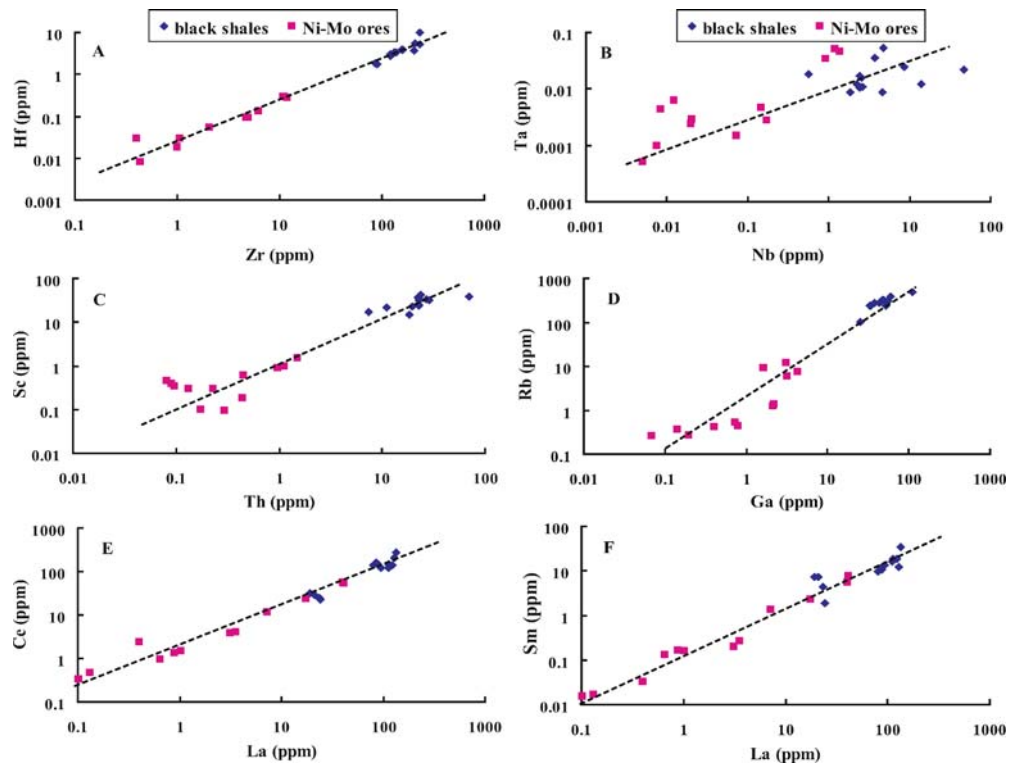 black shales Ni-Mo ores
black shales Ni-Mo ores
A
Hf (ppm)
10
1
0.1
0.01
0.001
0.1 1 10 100 1000
Zr (ppm)
B
Ta (ppm)
0.1
0.01
0.001
0.0001
0.001 0.01 0.1 1 10 100
Nb (ppm)
C
Sc (ppm)
100
10
1
0.1
0.01
0.01 0.1 1 10 100
Th (ppm)
D
Rb (ppm)
1000
100
10
1
0.1
0.01 0.1 1 10 100 1000
Ga (ppm)
E
Ce (ppm)
1000
100
10
1
0.1
0.1 1 10 100 1000
La (ppm)
F
Sm (ppm)
100
10
1
0.1
0.01
0.1 1 10 100 1000
La (ppm)